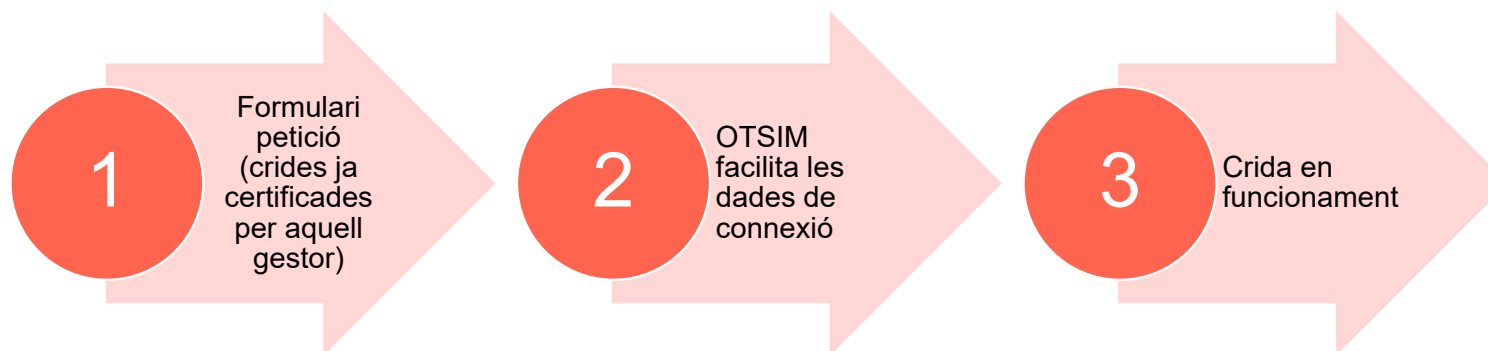 1
Formulari
petició
(crides ja
certificades
per aquell
gestor)
2
OTSIM
facilita les
dades de
connexió
3
Crida en
funcionament